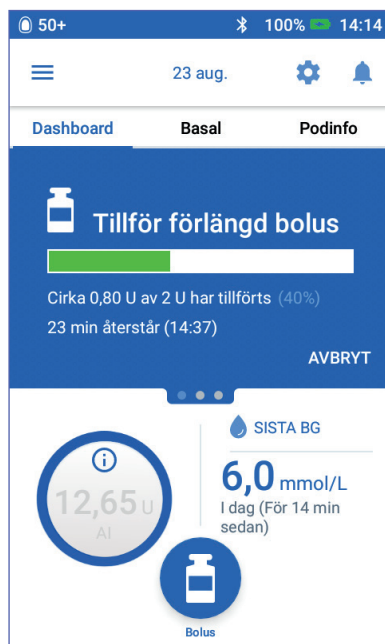 50+ 100% 14:14
23 aug.
Dashboard Basal Podinfo
Tillför förlängd bolus
Cirka 0,80 U av 2 U har tillförts (40%)
23 min återstår (14:37)
AVBRYT
SISTA BG
6,0 mmol/L
I dag (För 14 min
sedan)
12,65 U
AI
Bolus